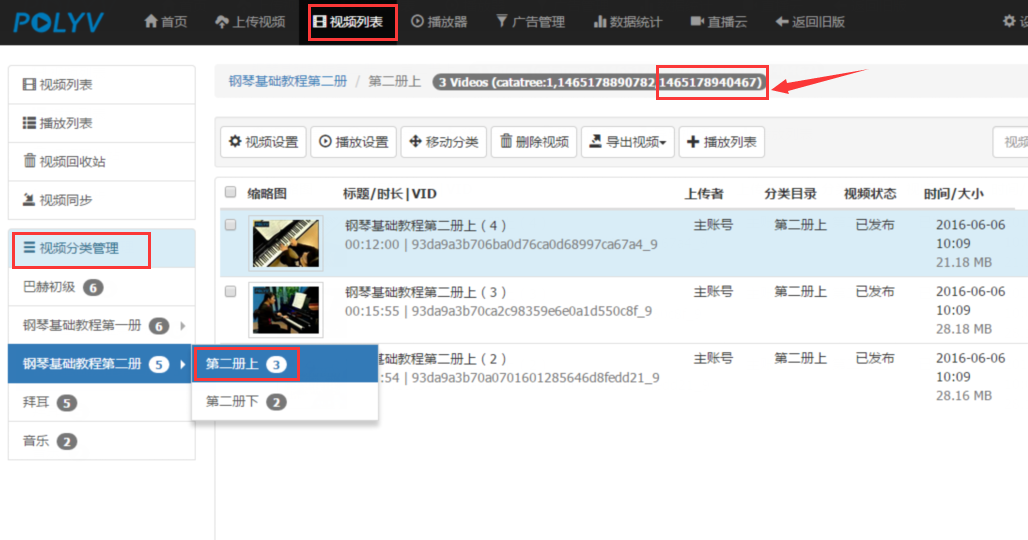 POLYV 首页 上传视频 视频列表 播放器 广告管理 数据统计 直播云 返回旧版
视频列表
播放列表
视频回收站
视频同步
视频分类管理
巴赫初级 6
钢琴基础教程第一册 6
钢琴基础教程第二册 5
拜耳 5
音乐 2
第二册上 3
第二册下 2
钢琴基础教程第二册 / 第二册上 3 Videos (catatree:1,1465178890782,1465178940467)
视频设置 播放设置 移动分类 删除视频 导出视频 播放列表 视频
缩略图 标题/时长|VID 上传者 分类目录 视频状态 时间/大小
钢琴基础教程第二册上 ( 4 ) 主账号 第二册上 已发布 2016-06-06
00:12:00 | 93da9a3b706ba0d76ca0d68997ca67a4_9 10:09
21.18 MB
钢琴基础教程第二册上 ( 3 ) 主账号 第二册上 已发布 2016-06-06
00:15:55 | 93da9a3b70ca2c98359e6e0a1d550c8f_9 10:09
28.18 MB
基础教程第二册上 ( 2 ) 主账号 第二册上 已发布 2016-06-06
:54 | 93da9a3b70a0701601285646d8fedd21_9 10:09
28.16 MB